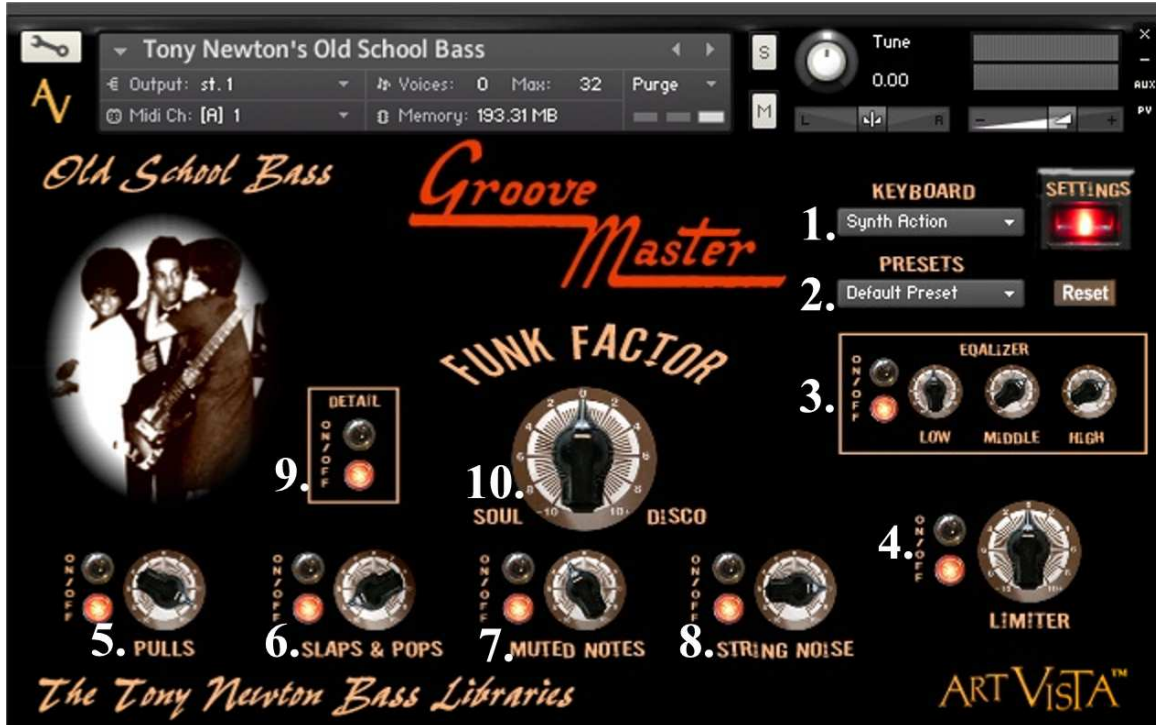 Tony Newton's Old School Bass
Output: st. 1
Voices: 0 Max: 32
Purge
Midi Ch: [A] 1
Memory: 193.31 MB
S
M
Tune
0.00
L
R
-
+
×
-
AUX
PV
AV
Old School Bass
Groove
Master
KEYBOARD
1. Synth Action
SETTINGS
PRESETS
2. Default Preset
Reset
FUNK FACTOR
3. ON/OFF
EQALIZER
LOW MIDDLE HIGH
DETAIL
9. ON/OFF
10.
SOUL DISCO
4. ON/OFF
LIMITER
ON/OFF
5. PULLS
ON/OFF
6. SLAPS & POPS
ON/OFF
7. MUTED NOTES
ON/OFF
8. STRING NOISE
The Tony Newton Bass Libraries
ART VISTA™